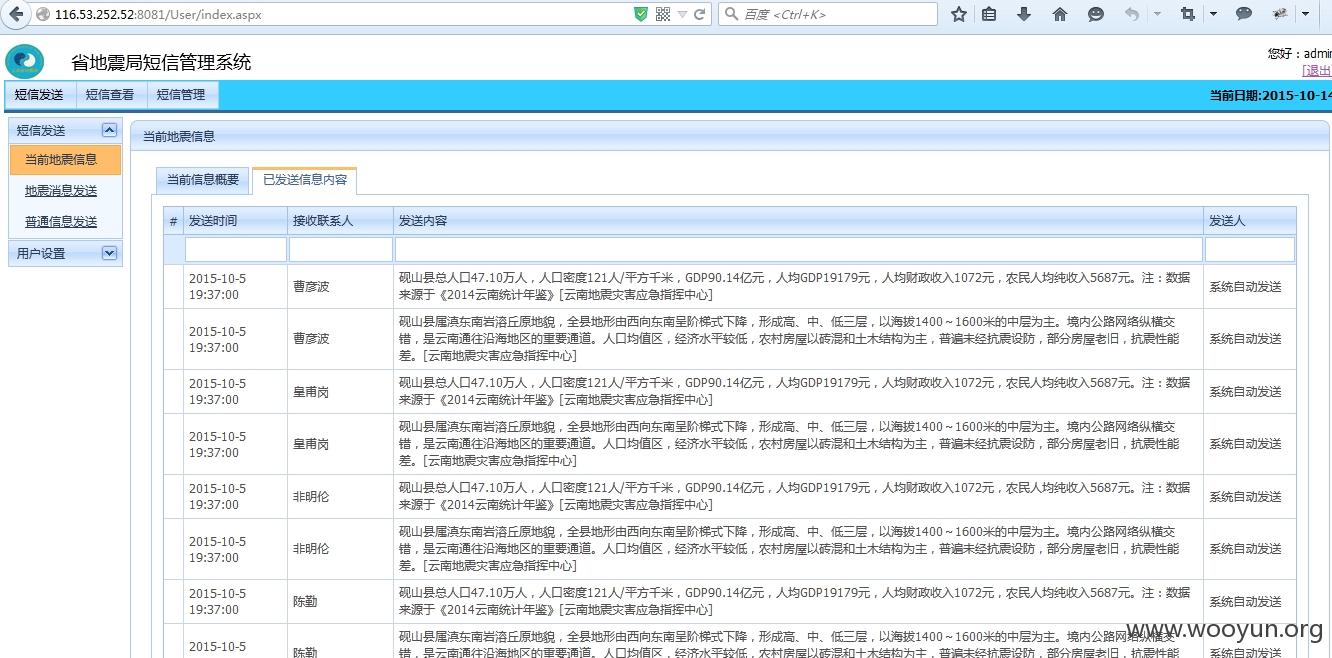 116.53.252.52:8081/User/index.aspx
百度 <Ctrl+K>
省地震局短信管理系统
您好：admin
[退出]
短信发送 短信查看 短信管理
当前日期:2015-10-14
短信发送
当前地震信息
地震消息发送
普通信息发送
用户设置
当前地震信息
当前信息概要 已发送信息内容
# 发送时间 接收联系人 发送内容 发送人
2015-10-5
19:37:00
曹彦波
砚山县总人口47.10万人，人口密度121人/平方千米，GDP90.14亿元，人均GDP19179元，人均财政收入1072元，农民人均纯收入5687元。注：数据
来源于《2014云南统计年鉴》[云南地震灾害应急指挥中心]
系统自动发送
2015-10-5
19:37:00
曹彦波
砚山县属滇东南岩溶丘原地貌，全县地形由西向东南呈阶梯式下降，形成高、中、低三层，以海拔1400～1600米的中层为主。境内公路网络纵横交
错，是云南通往沿海地区的重要通道。人口均值区，经济水平较低，农村房屋以砖混和土木结构为主，普遍未经抗震设防，部分房屋老旧，抗震性能
差。[云南地震灾害应急指挥中心]
系统自动发送
2015-10-5
19:37:00
皇甫岗
砚山县总人口47.10万人，人口密度121人/平方千米，GDP90.14亿元，人均GDP19179元，人均财政收入1072元，农民人均纯收入5687元。注：数据
来源于《2014云南统计年鉴》[云南地震灾害应急指挥中心]
系统自动发送
2015-10-5
19:37:00
皇甫岗
砚山县属滇东南岩溶丘原地貌，全县地形由西向东南呈阶梯式下降，形成高、中、低三层，以海拔1400～1600米的中层为主。境内公路网络纵横交
错，是云南通往沿海地区的重要通道。人口均值区，经济水平较低，农村房屋以砖混和土木结构为主，普遍未经抗震设防，部分房屋老旧，抗震性能
差。[云南地震灾害应急指挥中心]
系统自动发送
2015-10-5
19:37:00
非明伦
砚山县总人口47.10万人，人口密度121人/平方千米，GDP90.14亿元，人均GDP19179元，人均财政收入1072元，农民人均纯收入5687元。注：数据
来源于《2014云南统计年鉴》[云南地震灾害应急指挥中心]
系统自动发送
2015-10-5
19:37:00
非明伦
砚山县属滇东南岩溶丘原地貌，全县地形由西向东南呈阶梯式下降，形成高、中、低三层，以海拔1400～1600米的中层为主。境内公路网络纵横交
错，是云南通往沿海地区的重要通道。人口均值区，经济水平较低，农村房屋以砖混和土木结构为主，普遍未经抗震设防，部分房屋老旧，抗震性能
差。[云南地震灾害应急指挥中心]
系统自动发送
2015-10-5
19:37:00
陈勤
砚山县总人口47.10万人，人口密度121人/平方千米，GDP90.14亿元，人均GDP19179元，人均财政收入1072元，农民人均纯收入5687元。注：数据
来源于《2014云南统计年鉴》[云南地震灾害应急指挥中心]
系统自动发送
2015-10-5
陈勤
砚山县属滇东南岩溶丘原地貌，全县地形由西向东南呈阶梯式下降，形成高、中、低三层，以海拔1400～1600米的中层为主。境内公路网络纵横交
错，是云南通往沿海地区的重要通道。人口均值区，经济水平较低，农村房屋以砖混和土木结构为主，普遍未经抗震设防，部分房屋老旧，抗震性能
系统自动发送
www.wooyun.org